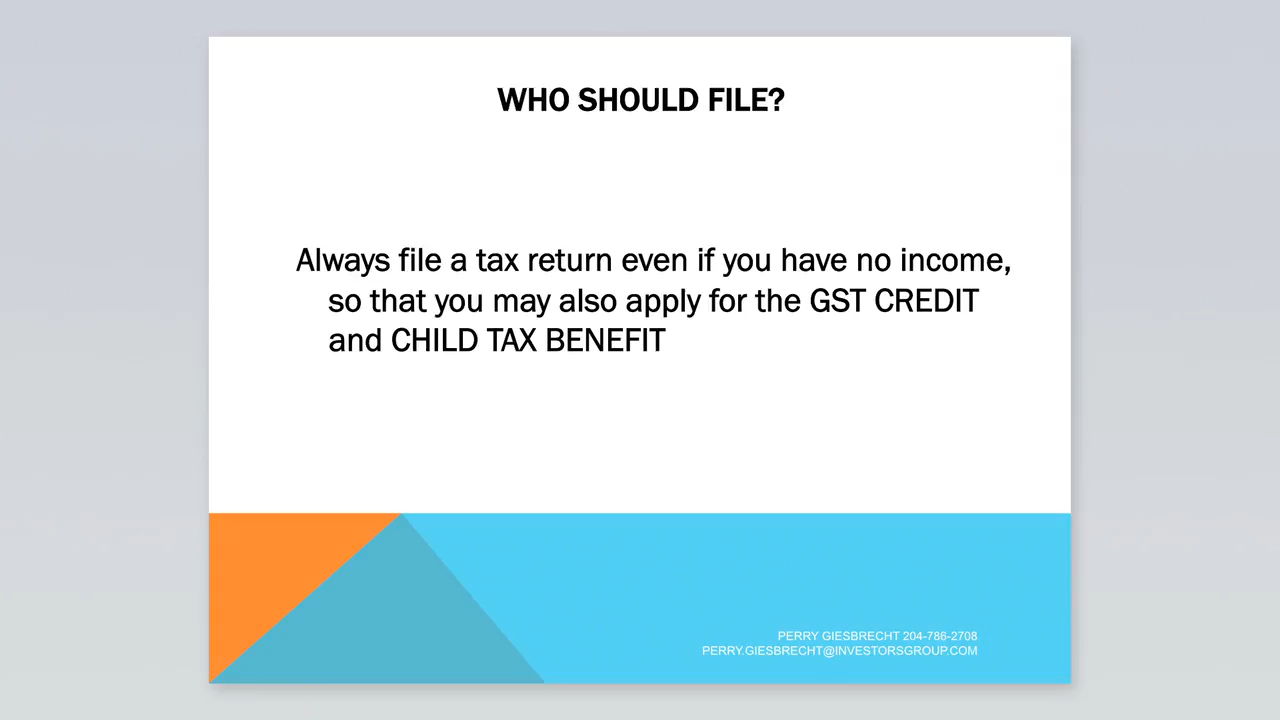 WHO SHOULD FILE?
Always file a tax return even if you have no income,
so that you may also apply for the GST CREDIT
and CHILD TAX BENEFIT
PERRY GIESBRECHT 204-786-2708
PERRY.GIESBRECHT@INVESTORSGROUP.COM